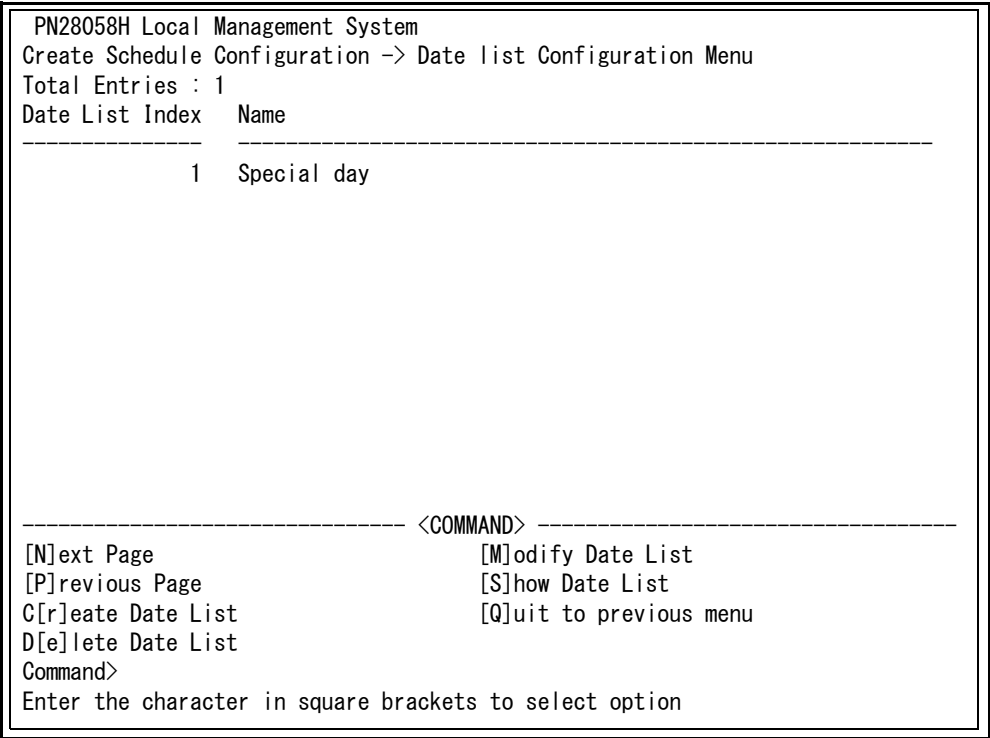 PN28058H Local Management System
Create Schedule Configuration -> Date list Configuration Menu
Total Entries : 1
Date List Index   Name
---------------   ----------------------------------------------------------
              1   Special day
-------------------------------- <COMMAND> -----------------------------------
[N]ext Page                           [M]odify Date List
[P]revious Page                       [S]how Date List
C[r]eate Date List                    [Q]uit to previous menu
D[e]lete Date List
Command>
Enter the character in square brackets to select option